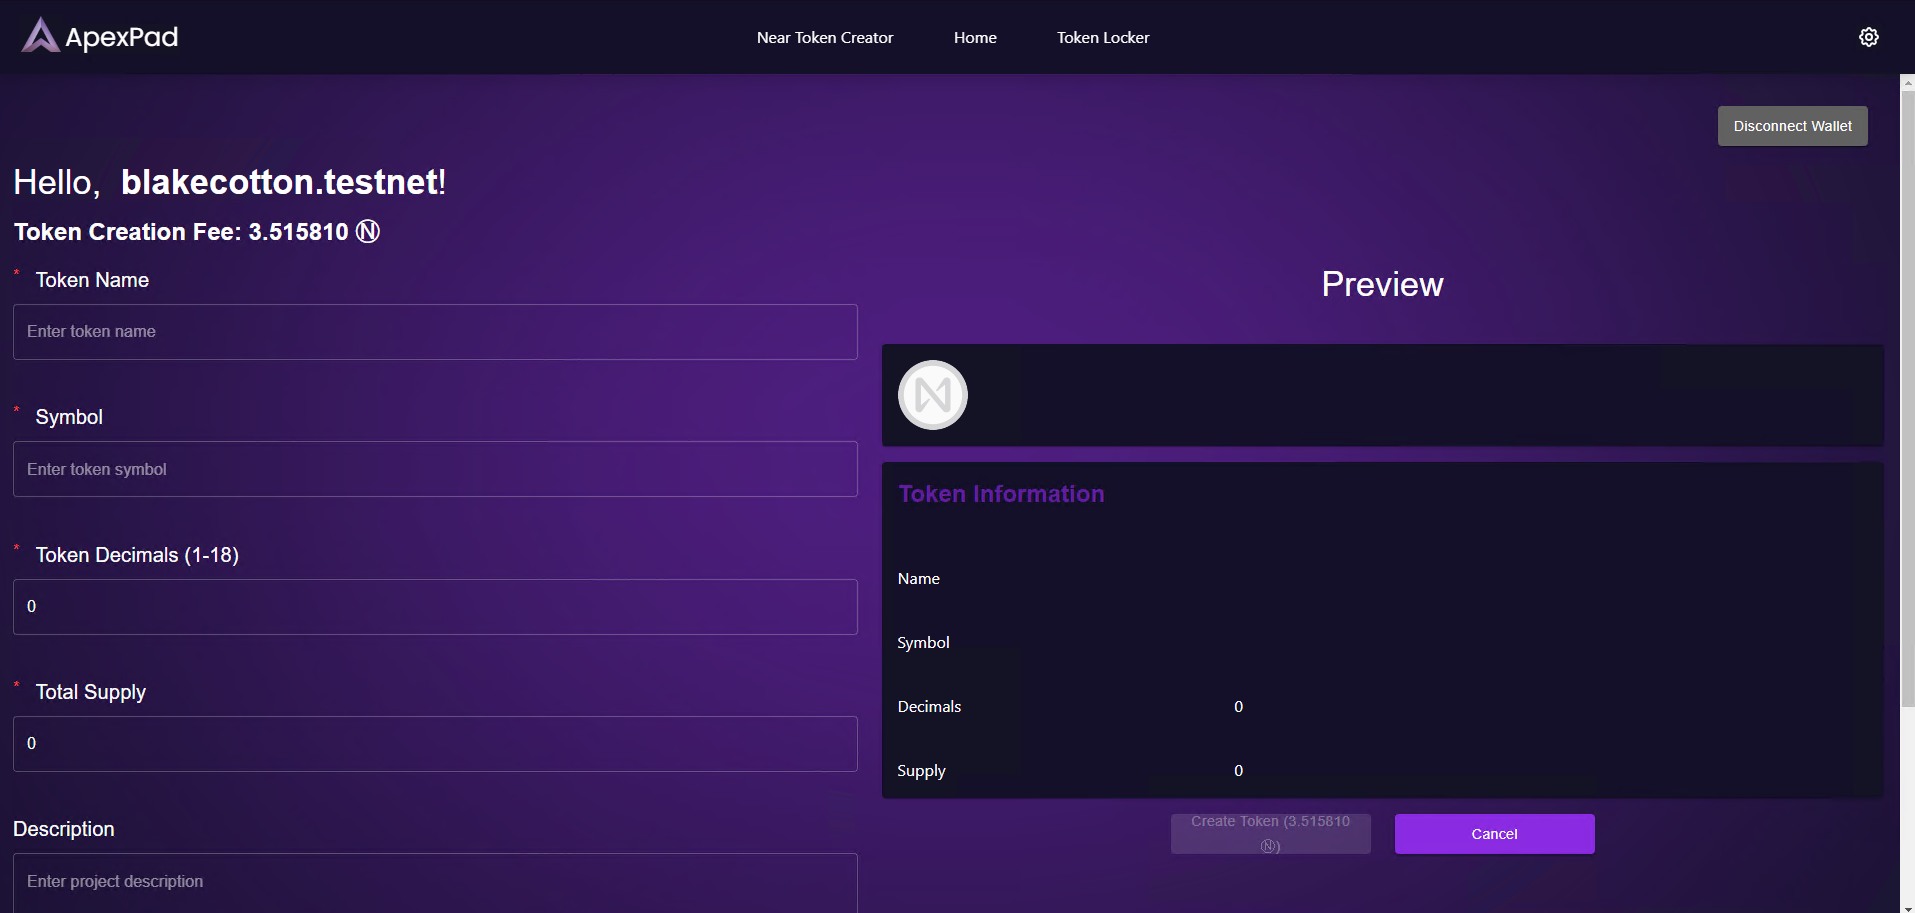 ApexPad
Near Token Creator
Home
Token Locker
Disconnect Wallet
Hello, blakecotton.testnet!
Token Creation Fee: 3.515810 Ⓝ
* Token Name
Enter token name
* Symbol
Enter token symbol
* Token Decimals (1-18)
0
* Total Supply
0
Description
Enter project description
Preview
Token Information
Name
Symbol
Decimals 0
Supply 0
Create Token (3.515810
Ⓝ)
Cancel